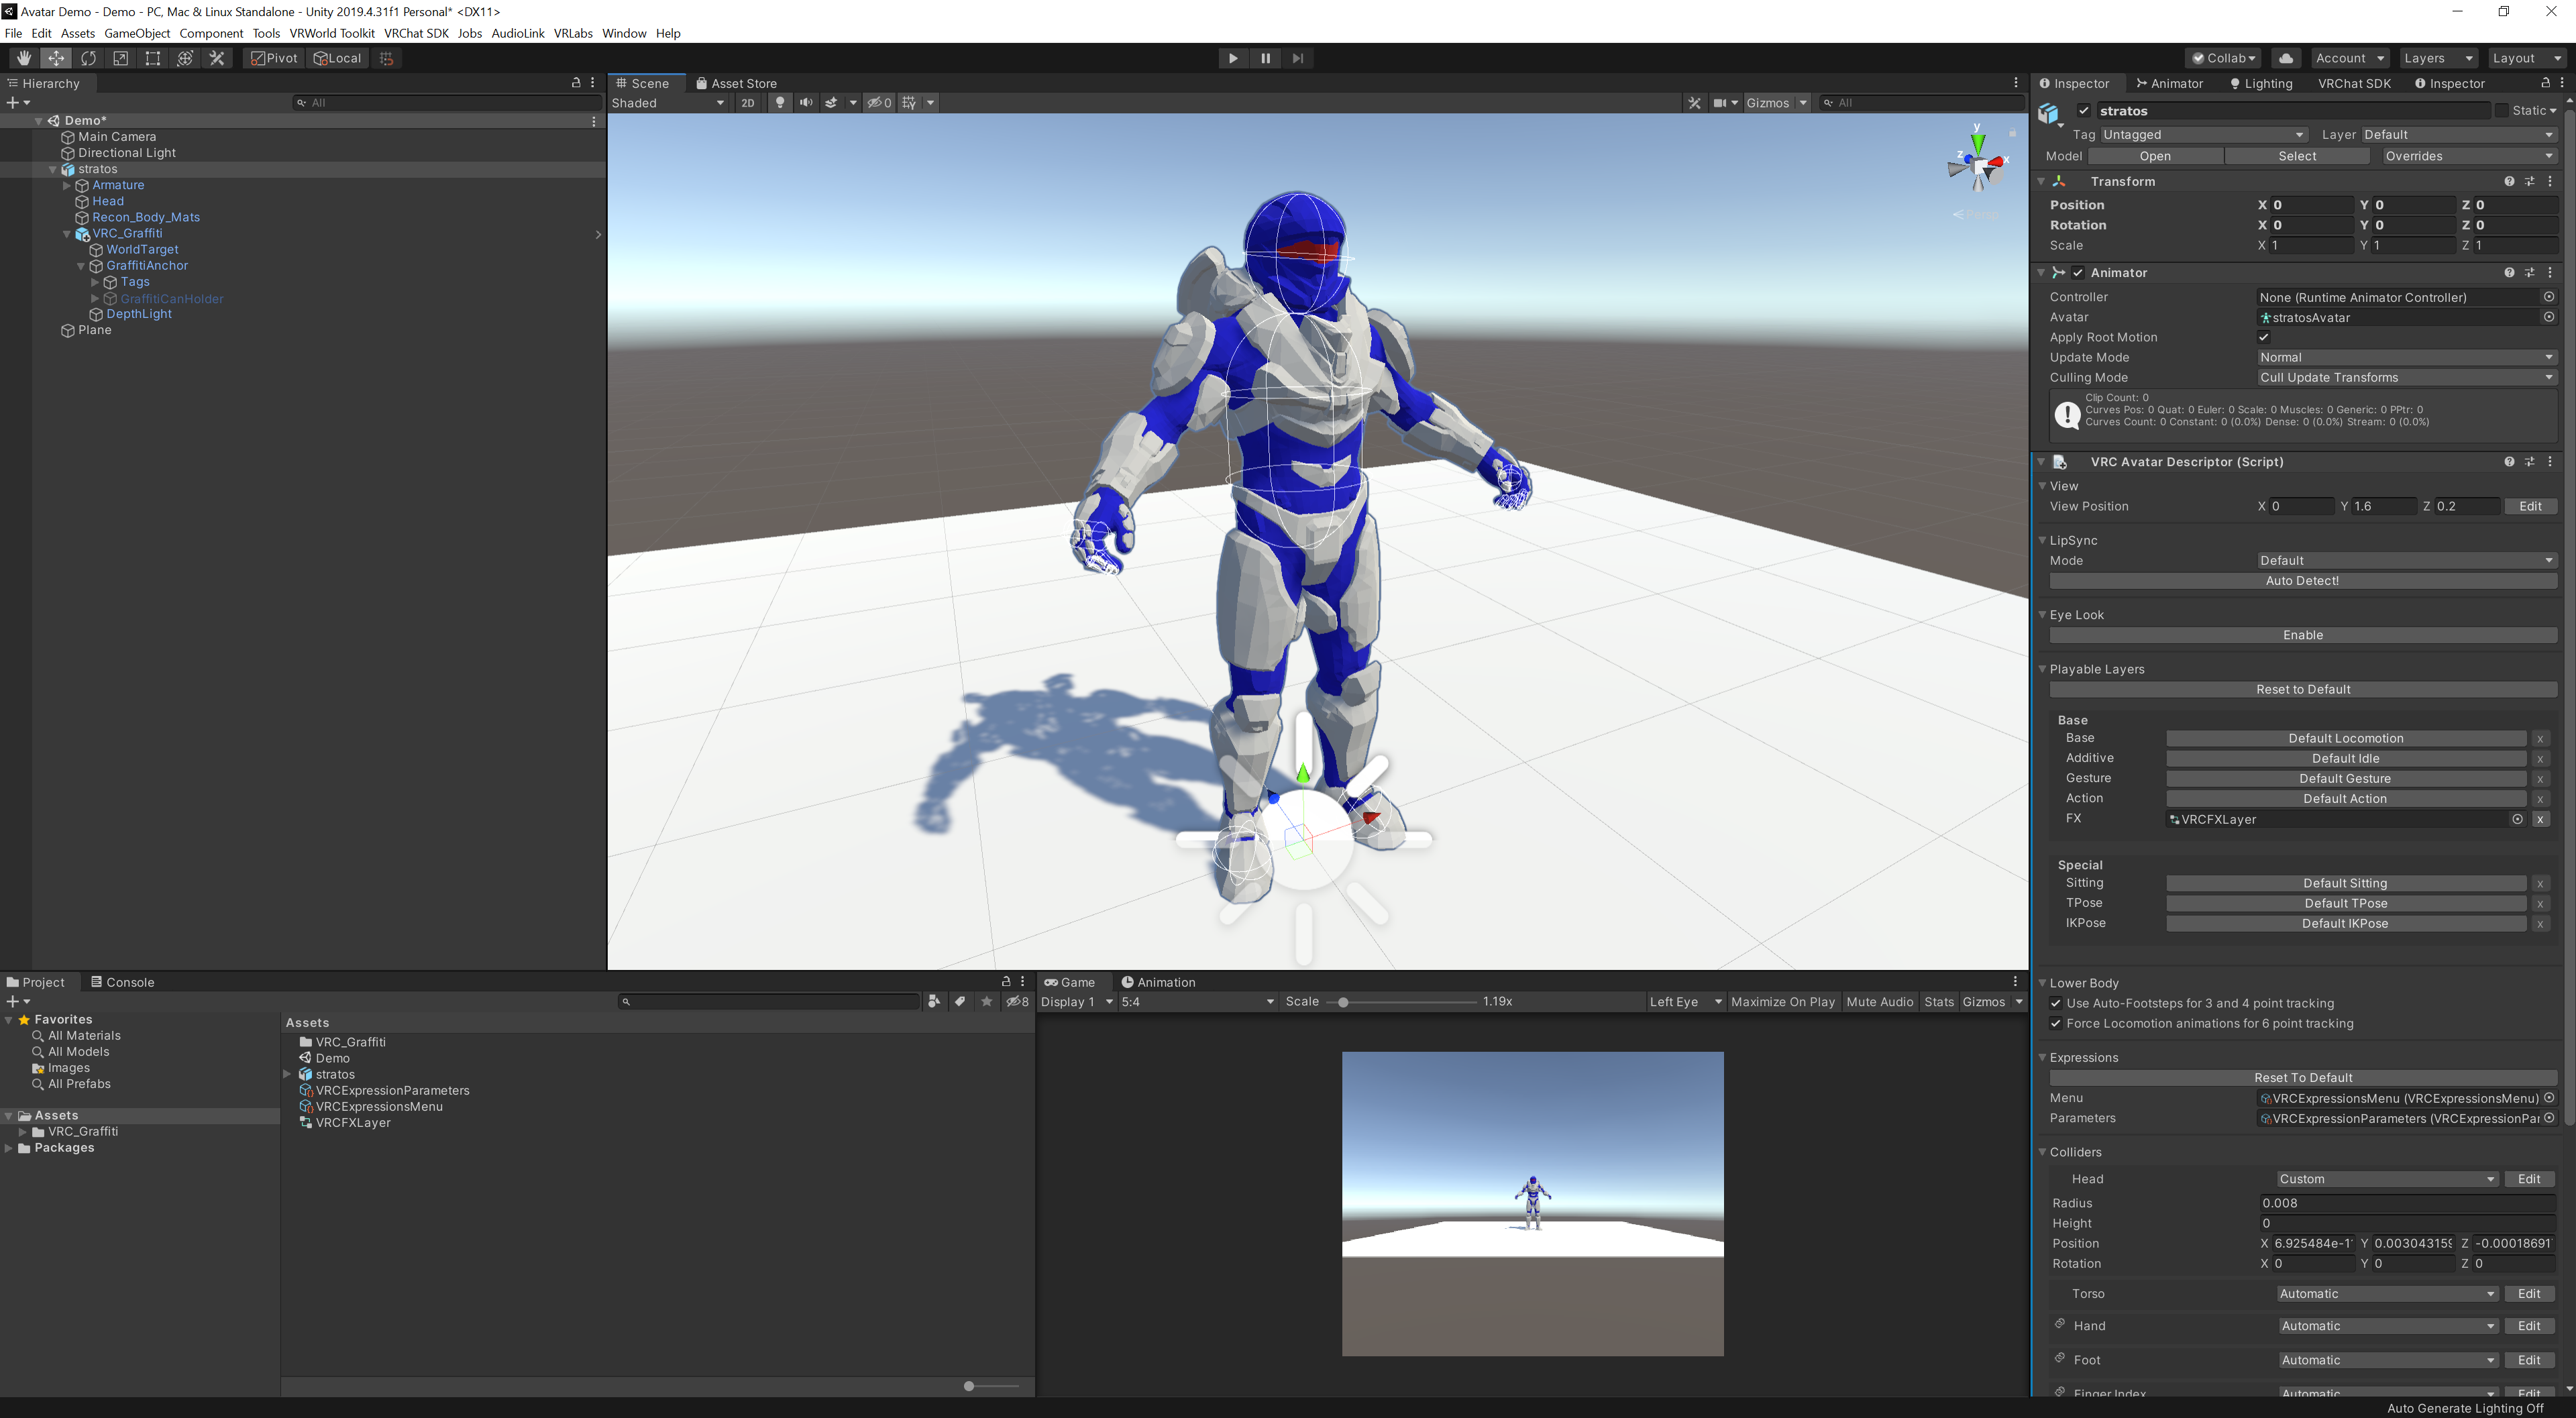 Avatar Demo - Demo - PC, Mac & Linux Standalone - Unity 2019.4.31f1 Personal* <DX11>
File Edit Assets GameObject Component Tools VRWorld Toolkit VRChat SDK Jobs AudioLink VRLabs Window Help
Pivot Local Collab Account Layers Layout
Hierarchy
All
Demo*
Main Camera
Directional Light
stratos
Armature
Head
Recon_Body_Mats
VRC_Graffiti
WorldTarget
GraffitiAnchor
Tags
GraffitiCanHolder
DepthLight
Plane
Scene Asset Store
Shaded 2D 0 Gizmos All
y
z x
Persp
Inspector Animator Lighting VRChat SDK Inspector
stratos Static
Tag Untagged Layer Default
Model Open Select Overrides
Transform
Position X 0 Y 0 Z 0
Rotation X 0 Y 0 Z 0
Scale X 1 Y 1 Z 1
Animator
Controller None (Runtime Animator Controller)
Avatar stratosAvatar
Apply Root Motion
Update Mode Normal
Culling Mode Cull Update Transforms
Clip Count: 0
Curves Pos: 0 Quat: 0 Euler: 0 Scale: 0 Muscles: 0 Generic: 0 PPtr: 0
Curves Count: 0 Constant: 0 (0.0%) Dense: 0 (0.0%) Stream: 0 (0.0%)
VRC Avatar Descriptor (Script)
View
View Position X 0 Y 1.6 Z 0.2 Edit
LipSync
Mode Default
Auto Detect!
Eye Look
Enable
Playable Layers
Reset to Default
Base
Base Default Locomotion x
Additive Default Idle x
Gesture Default Gesture x
Action Default Action x
FX VRCFXLayer x
Special
Sitting Default Sitting x
TPose Default TPose x
IKPose Default IKPose x
Lower Body
Use Auto-Footsteps for 3 and 4 point tracking
Force Locomotion animations for 6 point tracking
Expressions
Reset To Default
Menu VRCExpressionsMenu (VRCExpressionsMenu)
Parameters VRCExpressionParameters (VRCExpressionPar
Colliders
Head Custom Edit
Radius 0.008
Height 0
Position X 6.925484e-1 Y 0.003043159 Z -0.00018691
Rotation X 0 Y 0 Z 0
Torso Automatic Edit
Hand Automatic Edit
Foot Automatic Edit
Finger Index Automatic Edit
Project Console
8
Favorites
All Materials
All Models
Images
All Prefabs
Assets
VRC_Graffiti
Packages
Assets
VRC_Graffiti
Demo
stratos
VRCExpressionParameters
VRCExpressionsMenu
VRCFXLayer
Game Animation
Display 1 5:4 Scale 1.19x Left Eye Maximize On Play Mute Audio Stats Gizmos
Auto Generate Lighting Off